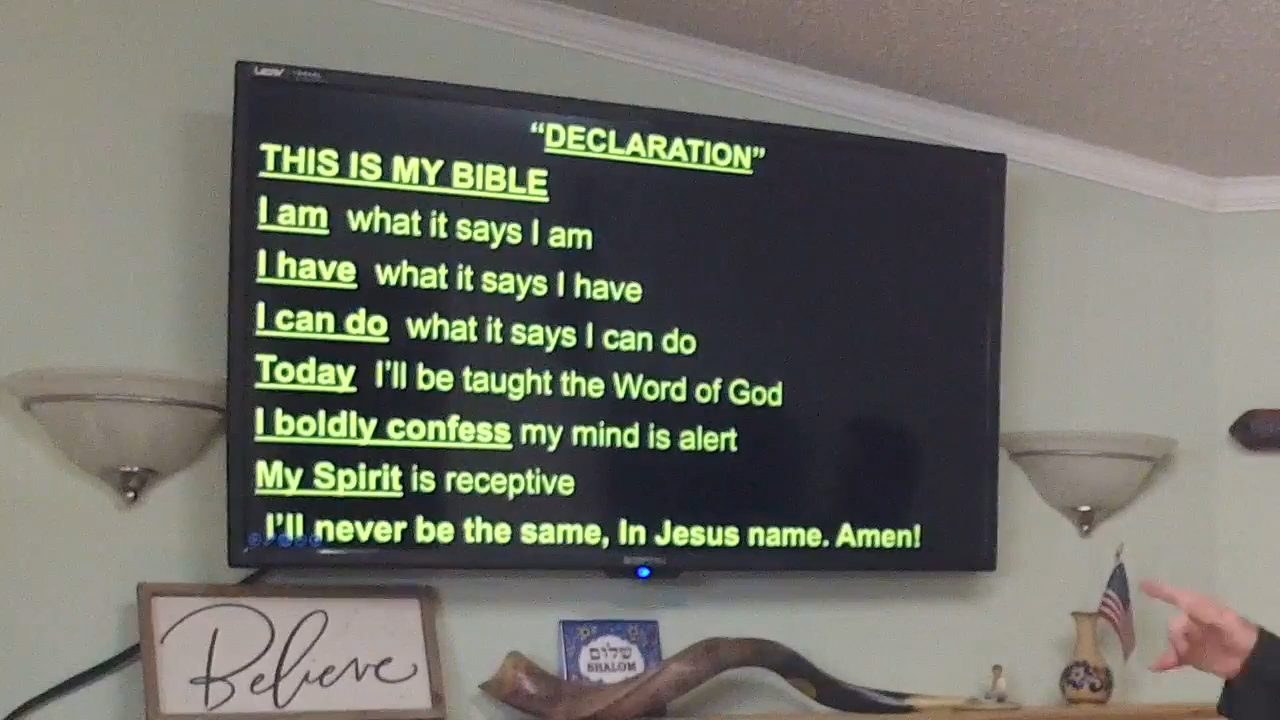 “DECLARATION”
THIS IS MY BIBLE
I am what it says I am
I have what it says I have
I can do what it says I can do
Today I’ll be taught the Word of God
I boldly confess my mind is alert
My Spirit is receptive
I’ll never be the same, In Jesus name. Amen!
Believe
שלום
SHALOM